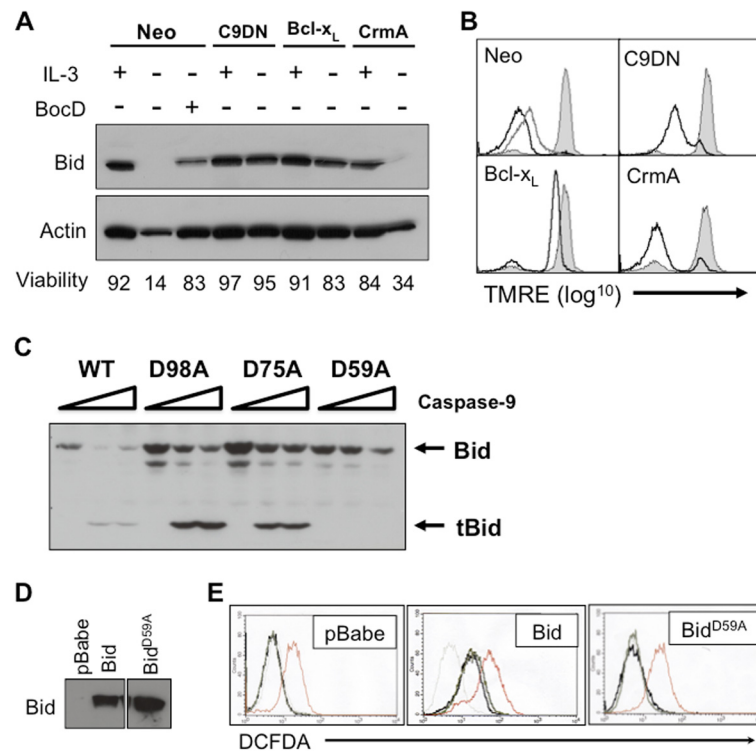 A
Neo C9DN Bcl-xL CrmA
IL-3 + - - + - + - + -
BocD - - + - - - - - -
Bid
Actin
Viability 92 14 83 97 95 91 83 84 34
B
Neo C9DN
Bcl-xL CrmA
TMRE (log10)
C
WT D98A D75A D59A
Caspase-9
Bid
tBid
D
pBabe Bid BidD59A
Bid
E
pBabe Bid BidD59A
DCFDA